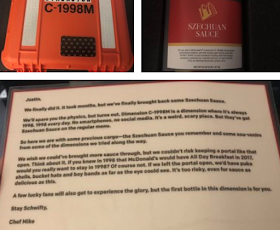 C-1998M
SZECHUAN
SAUCE
Justin,
We finally did it. It took months, but we've finally brought back some Szechuan Sauce.
We'll spare you the physics, but turns out, Dimension C-1998M is a dimension where it's always
1998, 1998 every day. No smartphones, no social media. It's a weird, scary place. But they've got
Szechuan Sauce on the regular menu.
So here we are with some precious cargo—the Szechuan Sauce you remember and some souvenirs
from some of the dimensions we tried along the way.
We wish we could've brought more sauce through, but we couldn't risk keeping a portal like that
open. Think about it. If you knew in 1998 that McDonald's would have All Day Breakfast in 2017,
would you really want to stay in 1998? Of course not. If we left the portal open, we'd have puka
shells, bucket hats and boy bands as far as the eye could see. It's too risky, even for sauce as
delicious as this.
A few lucky fans will also get to experience the glory, but the first bottle in this dimension is for you.
Stay Schwifty,
Chef Mike